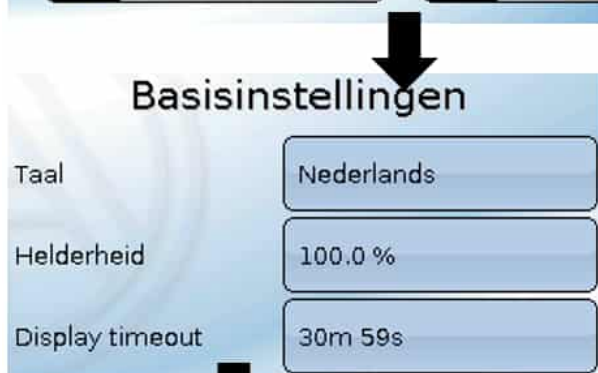 Basisinstellingen
Taal Nederlands
Helderheid 100.0 %
Display timeout 30m 59s